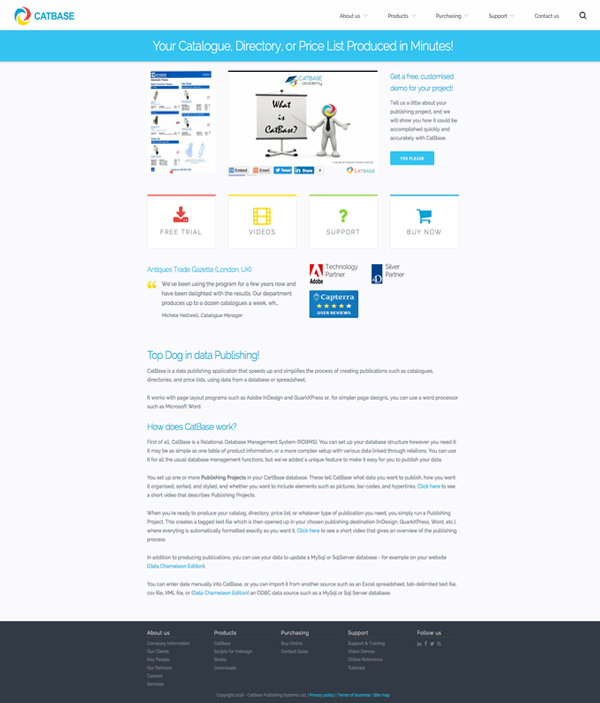 CATBASE
About us Products Purchasing Support Contact us
Your Catalogue, Directory, or Price List Produced in Minutes!
CATBASE
academy
What
is
CatBase?
Embed Email Tweet Share 4
CATBASE
Get a free, customised
demo for your project!
Tell us a little about your
publishing project, and we
will show you how it could be
accomplished quickly and
accurately with CatBase.
YES PLEASE
FREE TRIAL VIDEOS SUPPORT BUY NOW
Antiques Trade Gazette (London, UK)
We've been using the program for a few years now and
have been delighted with the results. Our department
produces up to a dozen catalogues a week, wh...
Michele Helliwell, Catalogue Manager
Adobe
Technology
Partner
4D
Silver
Partner
Capterra
USER REVIEWS
Top Dog in data Publishing!
CatBase is a data publishing application that speeds up and simplifies the process of creating publications such as catalogues,
directories, and price lists, using data from a database or spreadsheet.
It works with page layout programs such as Adobe InDesign and QuarkXPress or, for simpler page designs, you can use a word processor
such as Microsoft Word.
How does CatBase work?
First of all, CatBase is a Relational Database Management System (RDBMS). You can set up your database structure however you need it:
it may be as simple as one table of product information, or a more complex setup with various data linked through relations. You can use
it for all the usual database management functions, but we've added a unique feature to make it easy for you to publish your data.
You set up one or more Publishing Projects in your CatBase database. These tell CatBase what data you want to publish, how you want
it organised, sorted, and styled, and whether you want to include elements such as pictures, bar codes, and hyperlinks. Click here to see
a short video that describes Publishing Projects.
When you're ready to produce your catalog, directory, price list, or whatever type of publication you need, you simply run a Publishing
Project. This creates a tagged text file which is then opened up in your chosen publishing destination (InDesign, QuarkXPress, Word, etc.),
where everyting is automatically formatted exactly as you want it. Click here to see a short video that gives an overview of the publishing
process.
In addition to producing publications, you can use your data to update a MySql or SqlServer database - for example on your website
(Data Chameleon Edition).
You can enter data manually into CatBase, or you can import it from another source such as an Excel spreadsheet, tab-delimited text file,
csv file, XML file, or (Data Chameleon Edition) an ODBC data source such as a MySql or Sql Server database.
About us Products Purchasing Support Follow us
Company Information CatBase Buy Online Support & Training
Our Clients Scripts for Indesign Contact Sales Video Demos
Key People Books Online Reference
Our Partners Downloads Tutorials
Careers
Services
Copyright 2016 - CatBase Publishing Systems Ltd. | Privacy policy | Terms of business | Site map